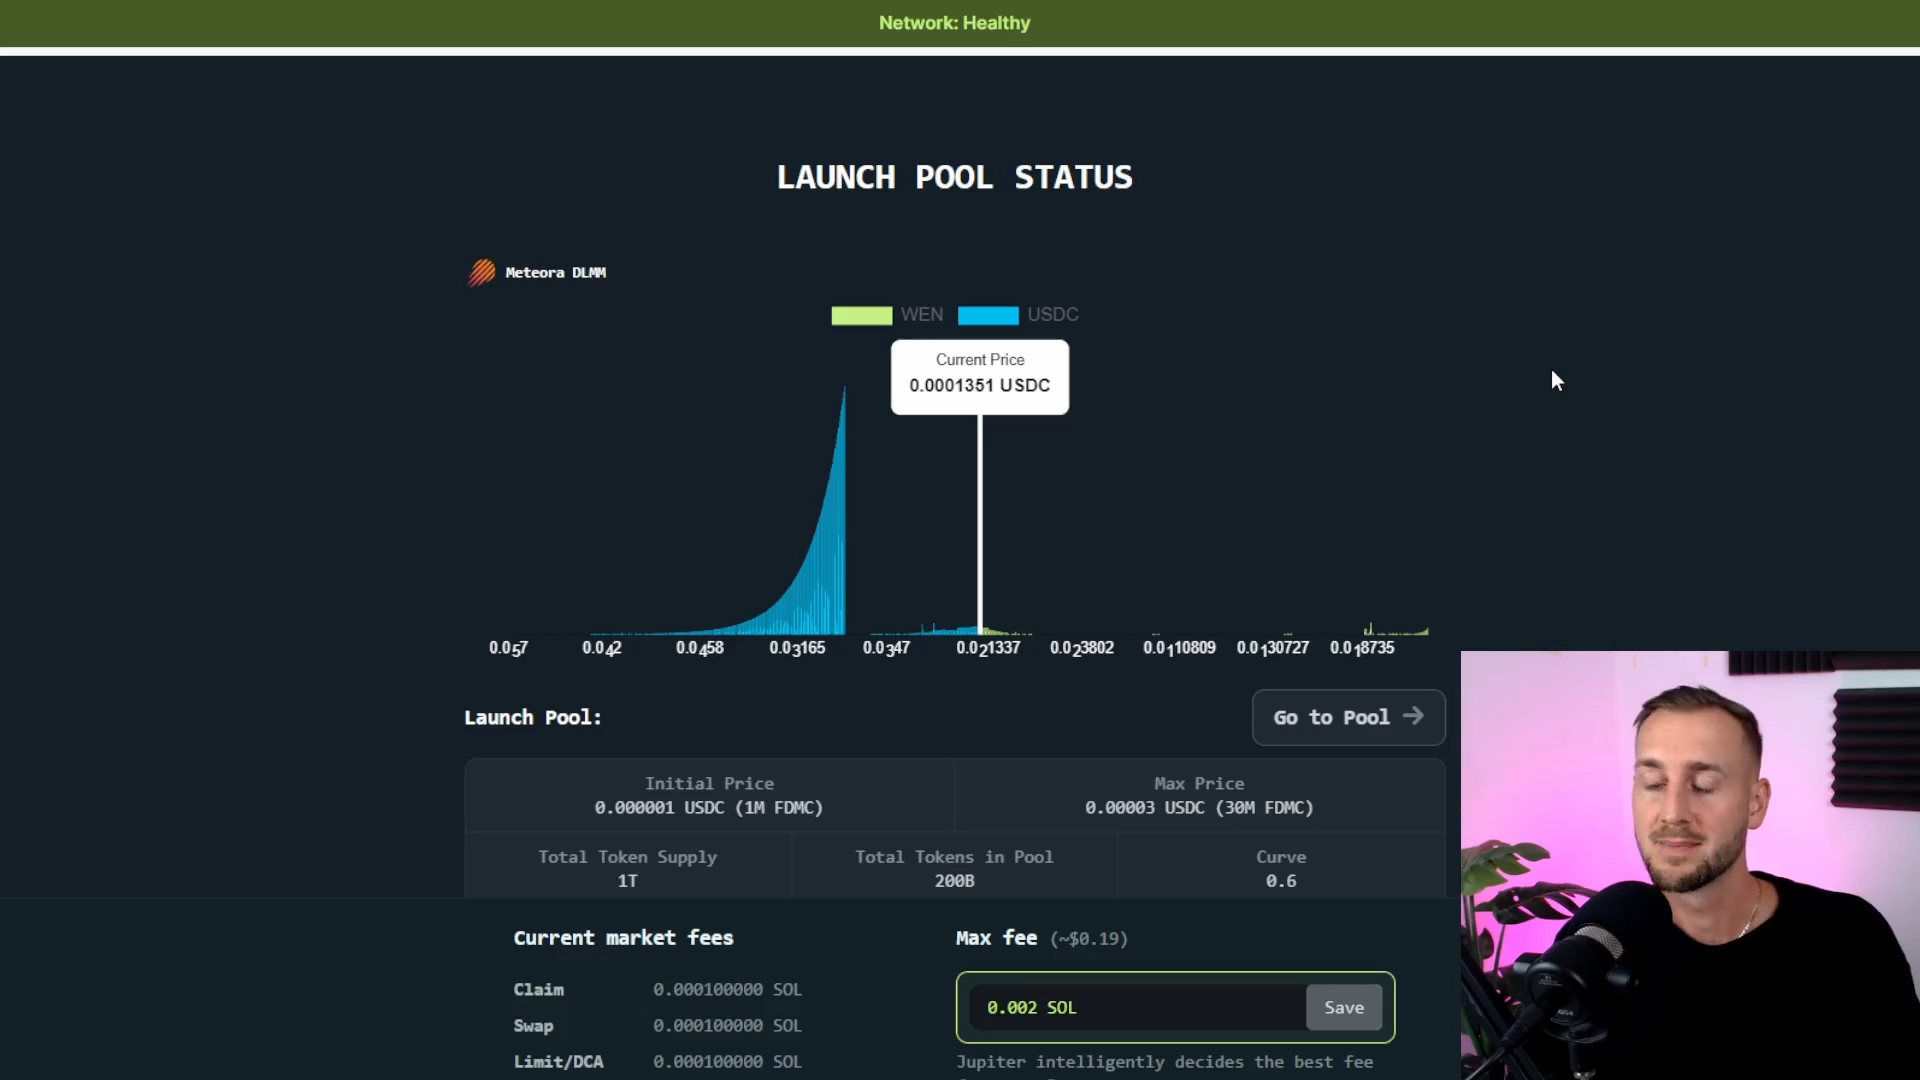 Network: Healthy
LAUNCH POOL STATUS
Meteora DLMM
WEN USDC
Current Price
0.0001351 USDC
0.0₅7 0.0₄2 0.0₄58 0.0₃165 0.0₃47 0.0₂1337 0.0₂3802 0.0₁10809 0.0₁30727 0.0₁8735
Launch Pool:
Go to Pool →
Initial Price Max Price
0.000001 USDC (1M FDMC) 0.00003 USDC (30M FDMC)
Total Token Supply Total Tokens in Pool Curve
1T 200B 0.6
Current market fees Max fee (~$0.19)
Claim 0.000100000 SOL
0.002 SOL Save
Swap 0.000100000 SOL
Limit/DCA 0.000100000 SOL Jupiter intelligently decides the best fee